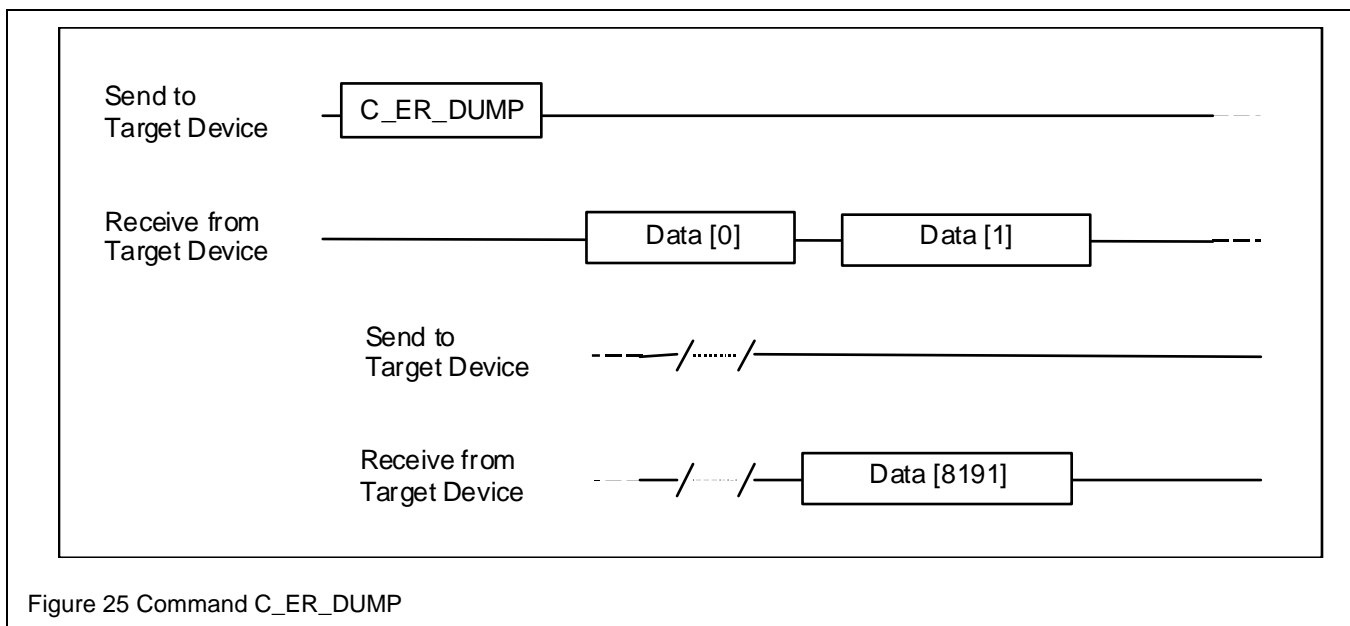 Send to
Target Device
C_ER_DUMP
Receive from
Target Device
Data [0]
Data [1]
Send to
Target Device
Receive from
Target Device
Data [8191]
Figure 25 Command C_ER_DUMP